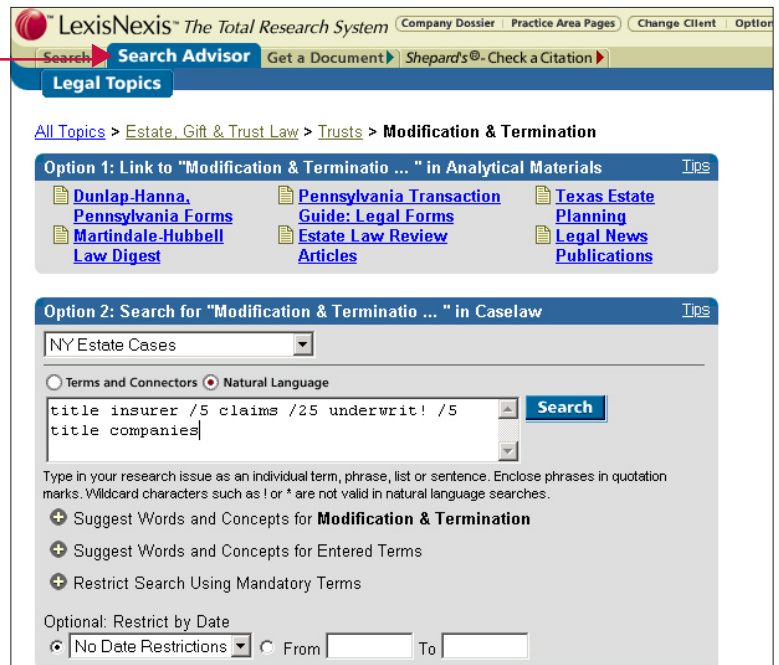 LexisNexis™ The Total Research System Company Dossier | Practice Area Pages Change Client | Option
Search Search Advisor Get a Document Shepard's®- Check a Citation
Legal Topics
All Topics > Estate, Gift & Trust Law > Trusts > Modification & Termination
Option 1: Link to "Modification & Terminatio ... " in Analytical Materials Tips
Dunlap-Hanna, Pennsylvania Transaction Texas Estate
Pennsylvania Forms Guide: Legal Forms Planning
Martindale-Hubbell Estate Law Review Legal News
Law Digest Articles Publications
Option 2: Search for "Modification & Terminatio ... " in Caselaw Tips
NY Estate Cases
Terms and Connectors Natural Language
title insurer /5 claims /25 underwrit! /5 Search
title companies
Type in your research issue as an individual term, phrase, list or sentence. Enclose phrases in quotation
marks. Wildcard characters such as ! or * are not valid in natural language searches.
Suggest Words and Concepts for Modification & Termination
Suggest Words and Concepts for Entered Terms
Restrict Search Using Mandatory Terms
Optional: Restrict by Date
No Date Restrictions From To